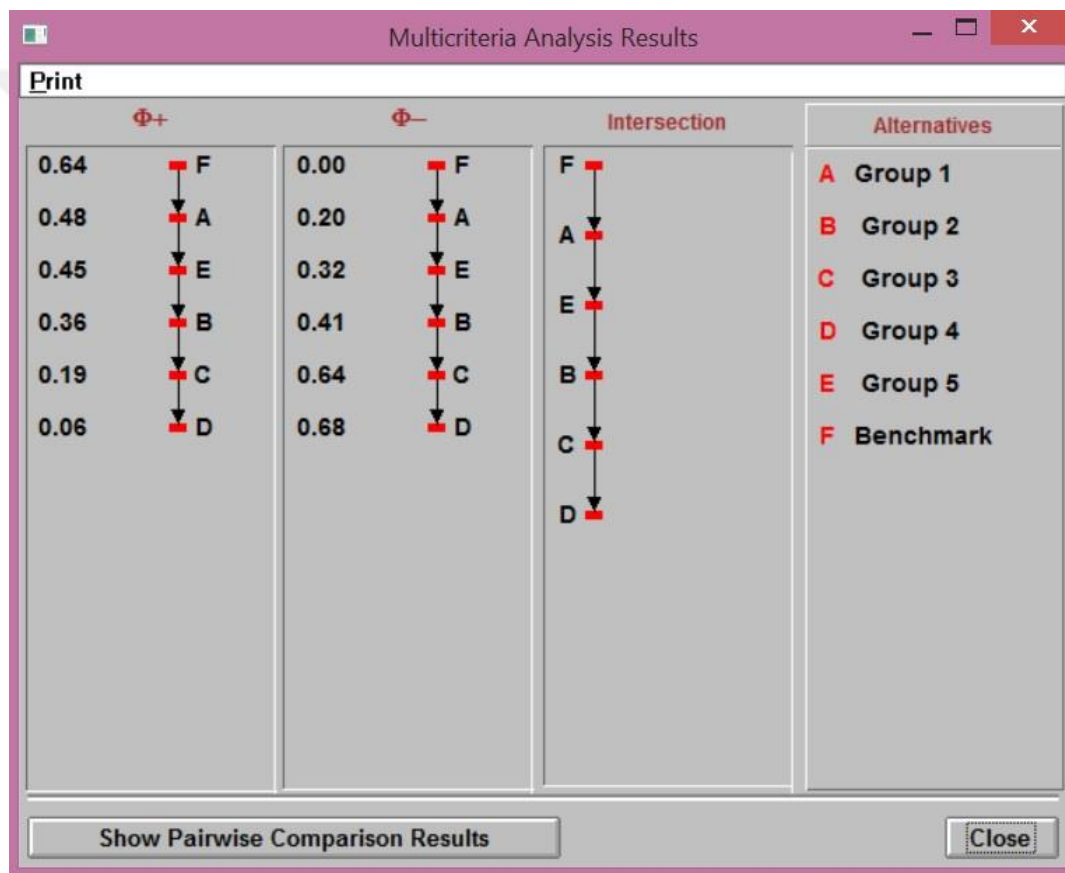 Multicriteria Analysis Results
Print
Φ+
0.64 F
0.48 A
0.45 E
0.36 B
0.19 C
0.06 D
Φ–
0.00 F
0.20 A
0.32 E
0.41 B
0.64 C
0.68 D
Intersection
F
A
E
B
C
D
Alternatives
A Group 1
B Group 2
C Group 3
D Group 4
E Group 5
F Benchmark
Show Pairwise Comparison Results
Close